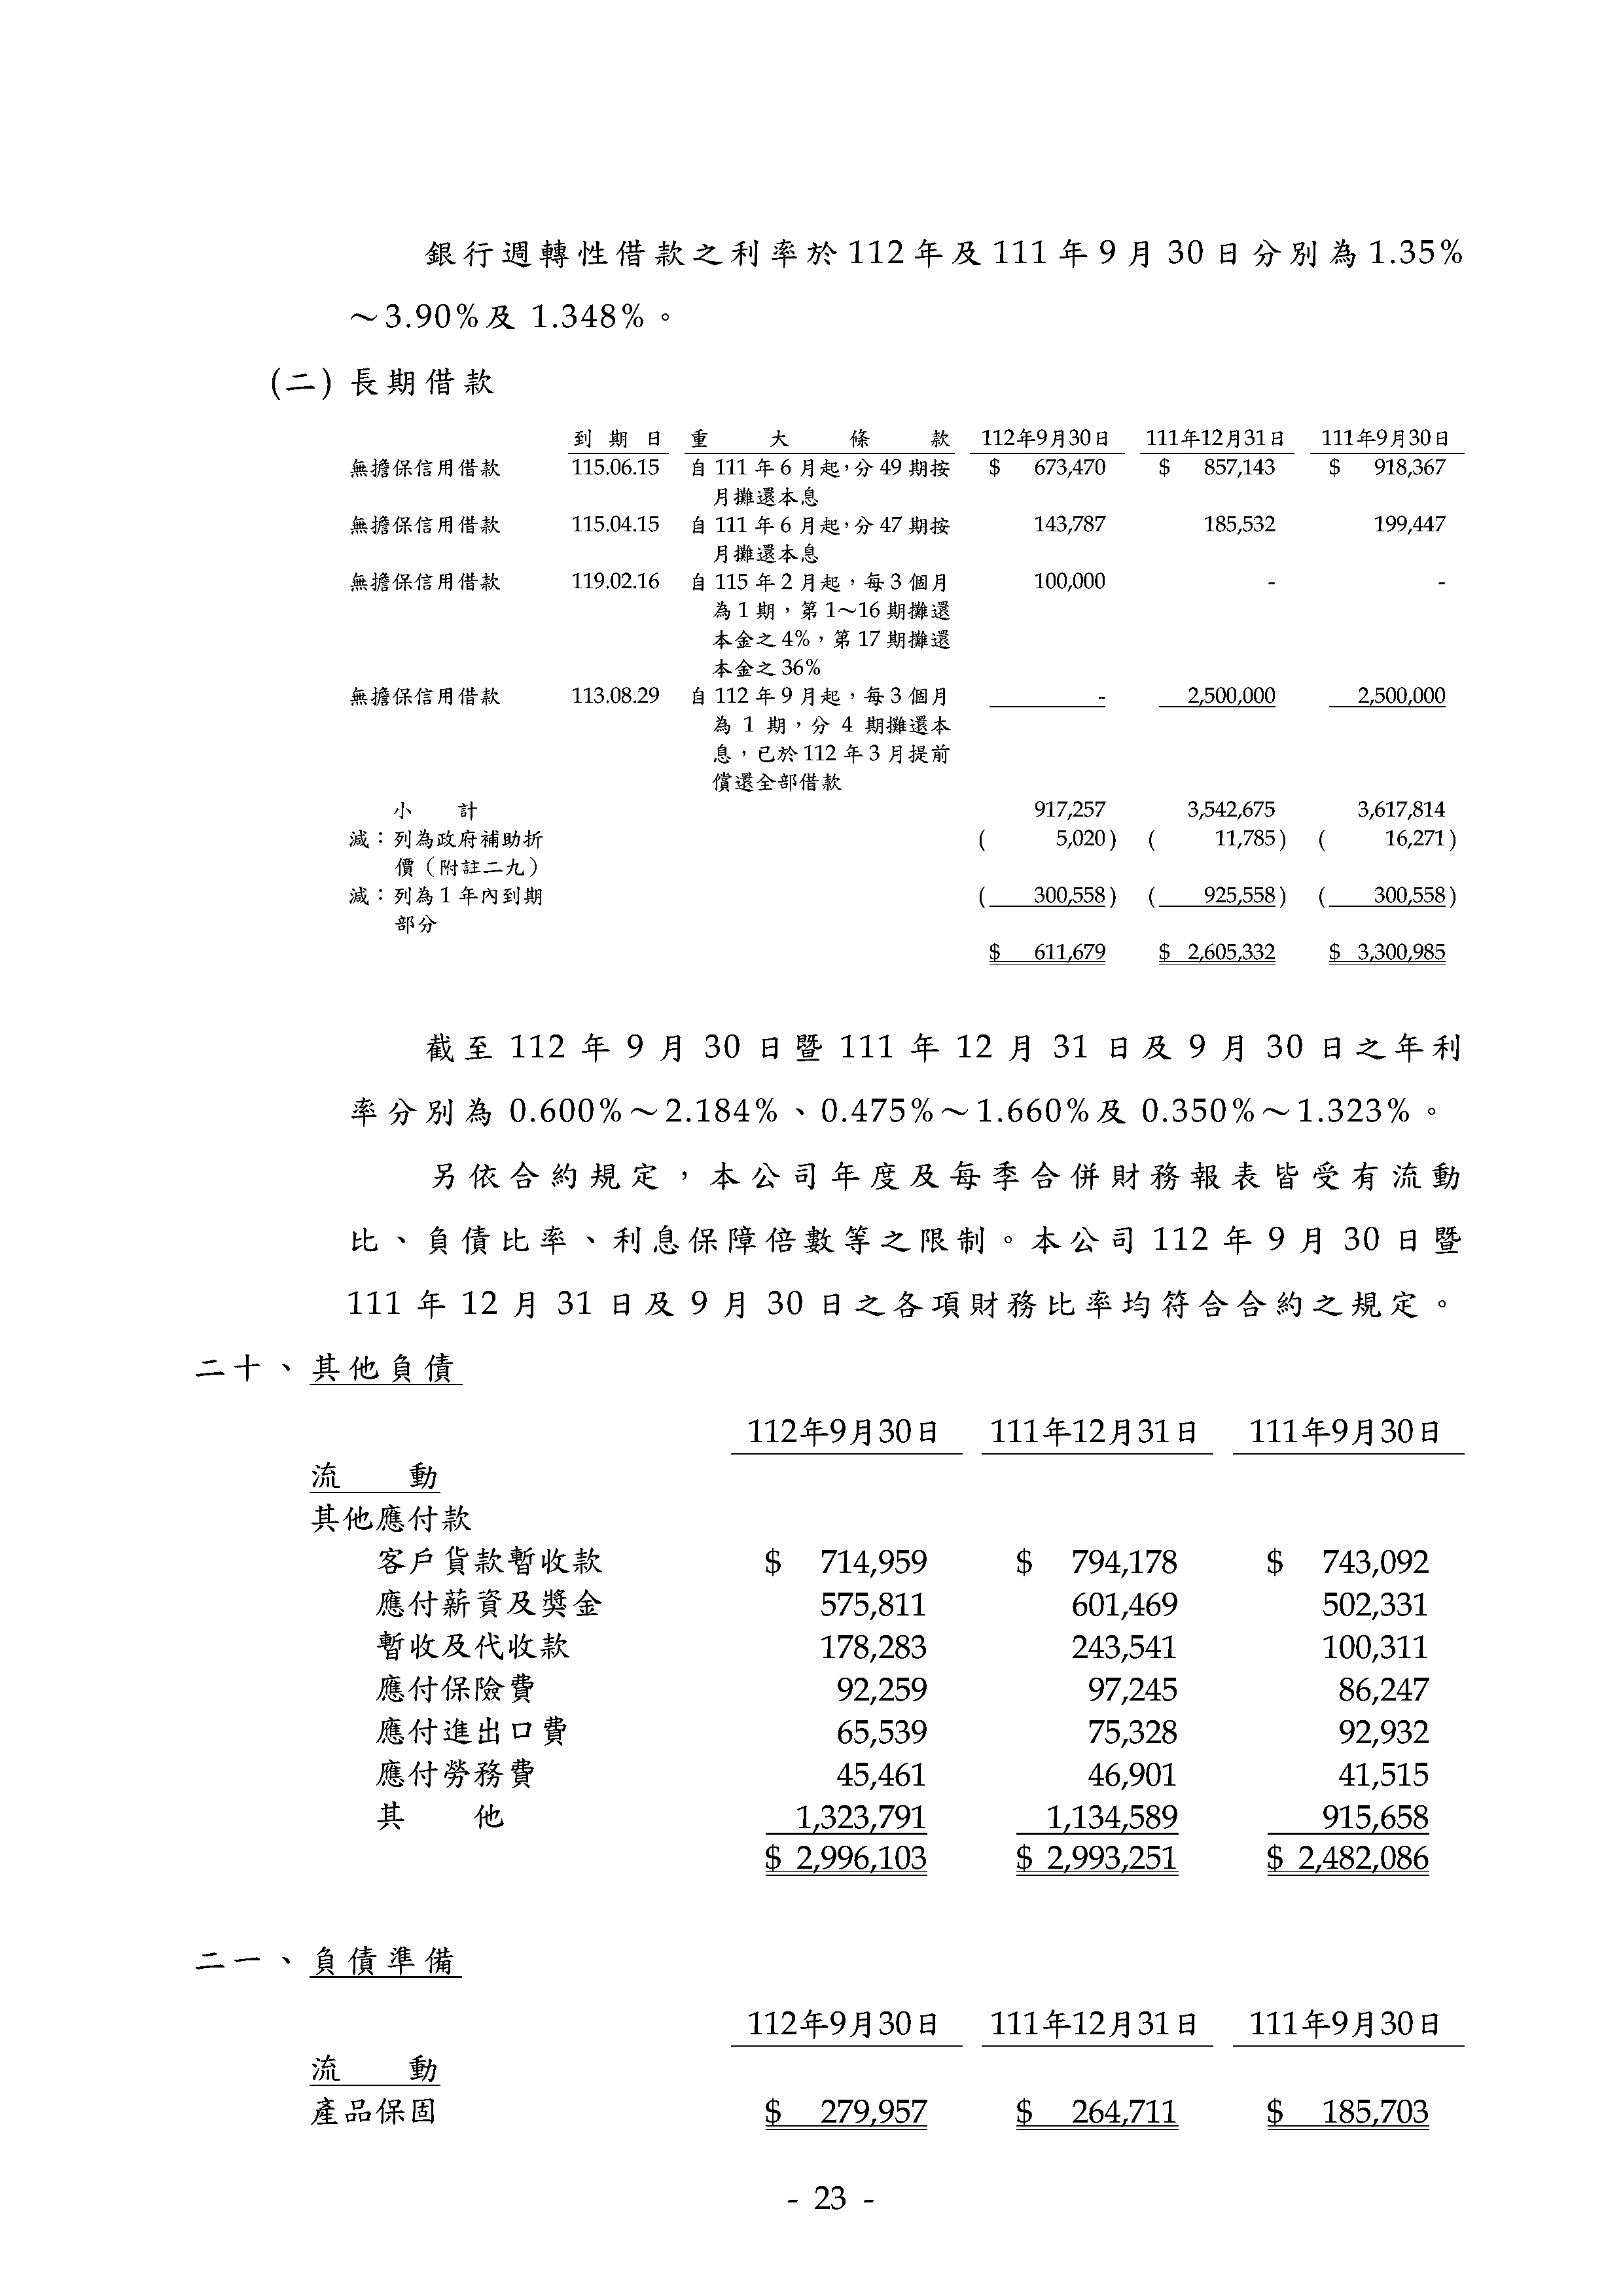 銀行週轉性借款之利率於112年及111年9月30日分別為1.35%
～3.90%及 1.348%。
(二) 長期借款
到期日 重大條款 112年9月30日 111年12月31日 111年9月30日
無擔保信用借款 115.06.15 自111年6月起，分49期按 $ 673,470 $ 857,143 $ 918,367
月攤還本息
無擔保信用借款 115.04.15 自111年6月起，分47期按 143,787 185,532 199,447
月攤還本息
無擔保信用借款 119.02.16 自115年2月起，每3個月 100,000 - -
為1期，第1～16期攤還
本金之4%，第17期攤還
本金之36%
無擔保信用借款 113.08.29 自112年9月起，每3個月 - 2,500,000 2,500,000
為1期，分4期攤還本
息，已於112年3月提前
償還全部借款
小計 917,257 3,542,675 3,617,814
減：列為政府補助折 ( 5,020) ( 11,785) ( 16,271)
價（附註二九）
減：列為1年內到期 ( 300,558) ( 925,558) ( 300,558)
部分
$ 611,679 $ 2,605,332 $ 3,300,985
截至 112 年 9 月 30 日暨 111 年 12 月 31 日及 9 月 30 日之年利
率分別為 0.600%～2.184%、0.475%～1.660%及 0.350%～1.323%。
另依合約規定，本公司年度及每季合併財務報表皆受有流動
比、負債比率、利息保障倍數等之限制。本公司 112 年 9 月 30 日暨
111 年 12 月 31 日及 9 月 30 日之各項財務比率均符合合約之規定。
二十、其他負債
112年9月30日 111年12月31日 111年9月30日
流動
其他應付款
客戶貨款暫收款 $ 714,959 $ 794,178 $ 743,092
應付薪資及獎金 575,811 601,469 502,331
暫收及代收款 178,283 243,541 100,311
應付保險費 92,259 97,245 86,247
應付進出口費 65,539 75,328 92,932
應付勞務費 45,461 46,901 41,515
其他 1,323,791 1,134,589 915,658
$ 2,996,103 $ 2,993,251 $ 2,482,086
二一、負債準備
112年9月30日 111年12月31日 111年9月30日
流動
產品保固 $ 279,957 $ 264,711 $ 185,703
- 23 -